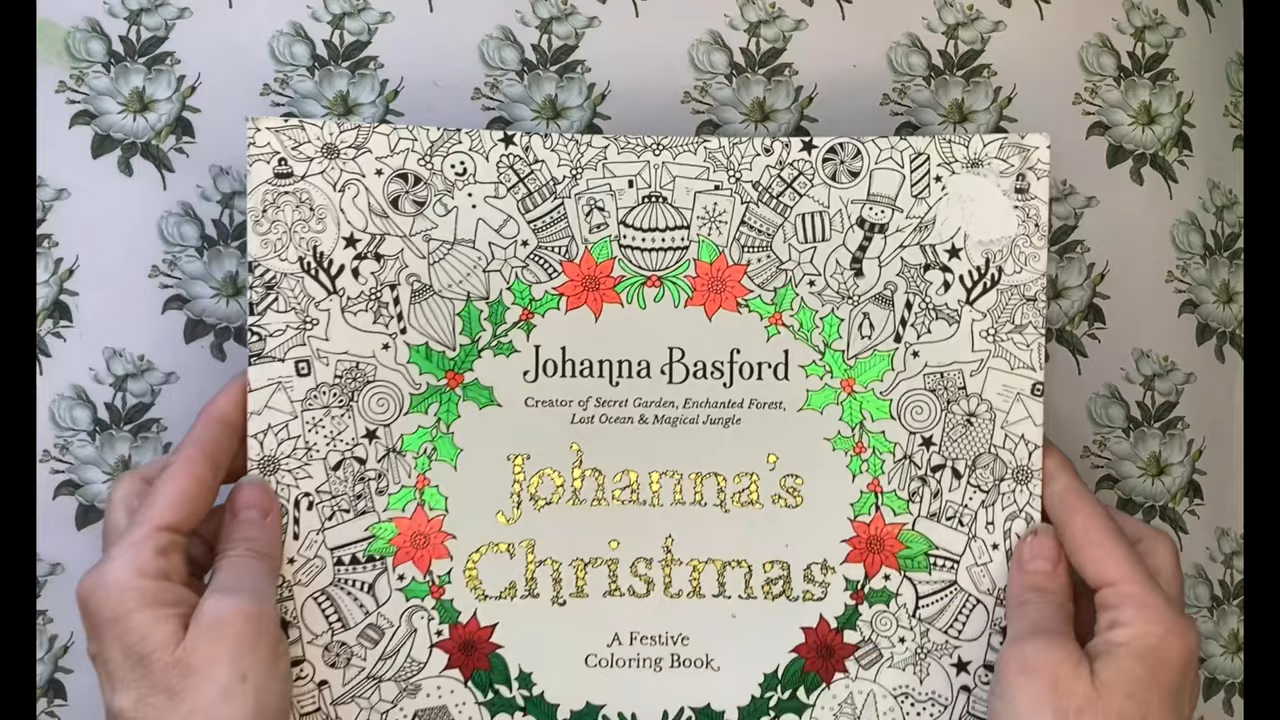 Johanna Basford
Creator of Secret Garden, Enchanted Forest,
Lost Ocean & Magical Jungle
Johanna's
Christmas
A Festive
Coloring Book